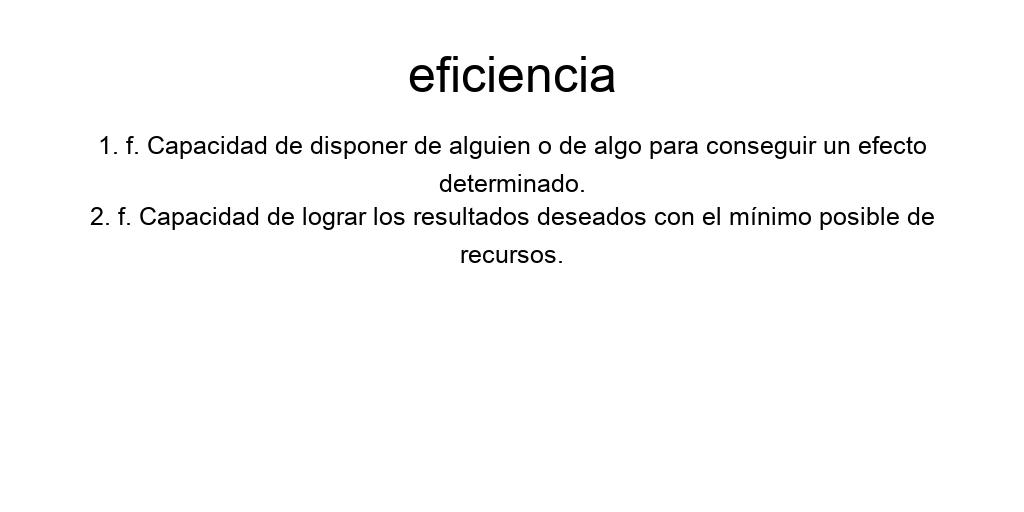 eficiencia
1. f. Capacidad de disponer de alguien o de algo para conseguir un efecto
determinado.
2. f. Capacidad de lograr los resultados deseados con el mínimo posible de
recursos.